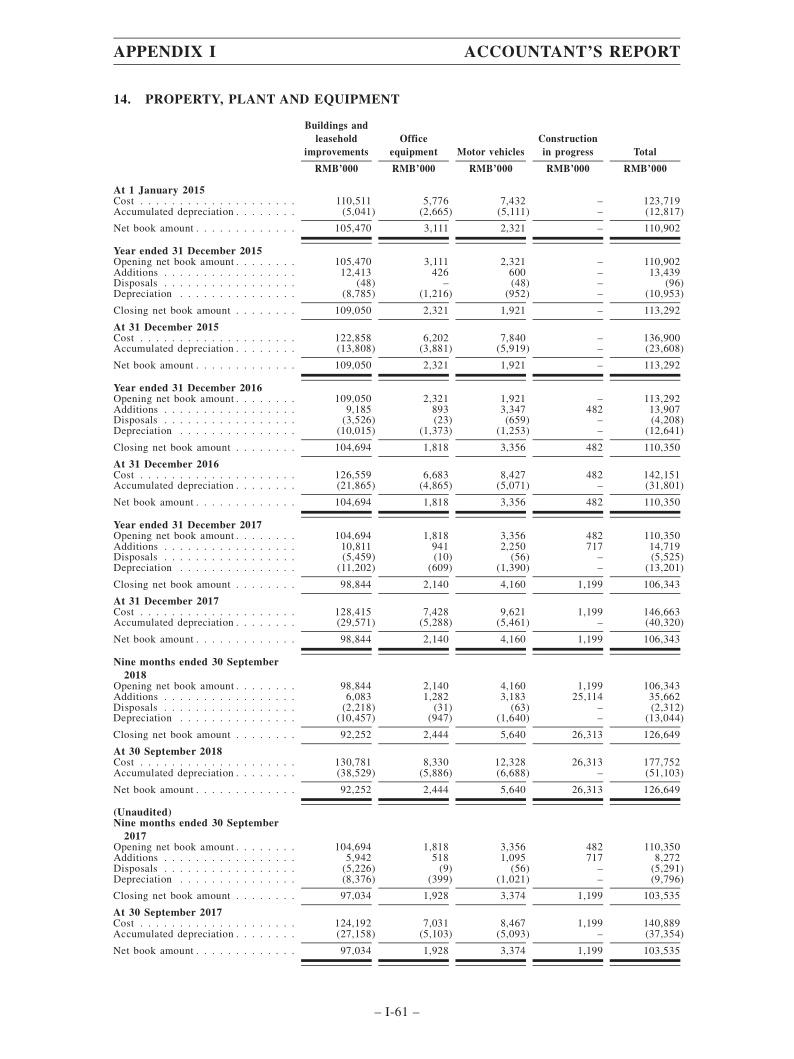 APPENDIX I ACCOUNTANT'S REPORT
14. PROPERTY, PLANT AND EQUIPMENT
Buildings and
leasehold Office Construction
improvements equipment Motor vehicles in progress Total
RMB'000 RMB'000 RMB'000 RMB'000 RMB'000
At 1 January 2015
Cost . . . . . . . . . . . . . . . . . . . . 110,511 5,776 7,432 – 123,719
Accumulated depreciation . . . . . . . . (5,041) (2,665) (5,111) – (12,817)
Net book amount . . . . . . . . . . . . . 105,470 3,111 2,321 – 110,902
Year ended 31 December 2015
Opening net book amount . . . . . . . . 105,470 3,111 2,321 – 110,902
Additions . . . . . . . . . . . . . . . . . 12,413 426 600 – 13,439
Disposals . . . . . . . . . . . . . . . . . (48) – (48) – (96)
Depreciation . . . . . . . . . . . . . . . (8,785) (1,216) (952) – (10,953)
Closing net book amount . . . . . . . . 109,050 2,321 1,921 – 113,292
At 31 December 2015
Cost . . . . . . . . . . . . . . . . . . . . 122,858 6,202 7,840 – 136,900
Accumulated depreciation . . . . . . . . (13,808) (3,881) (5,919) – (23,608)
Net book amount . . . . . . . . . . . . . 109,050 2,321 1,921 – 113,292
Year ended 31 December 2016
Opening net book amount . . . . . . . . 109,050 2,321 1,921 – 113,292
Additions . . . . . . . . . . . . . . . . . 9,185 893 3,347 482 13,907
Disposals . . . . . . . . . . . . . . . . . (3,526) (23) (659) – (4,208)
Depreciation . . . . . . . . . . . . . . . (10,015) (1,373) (1,253) – (12,641)
Closing net book amount . . . . . . . . 104,694 1,818 3,356 482 110,350
At 31 December 2016
Cost . . . . . . . . . . . . . . . . . . . . 126,559 6,683 8,427 482 142,151
Accumulated depreciation . . . . . . . . (21,865) (4,865) (5,071) – (31,801)
Net book amount . . . . . . . . . . . . . 104,694 1,818 3,356 482 110,350
Year ended 31 December 2017
Opening net book amount . . . . . . . . 104,694 1,818 3,356 482 110,350
Additions . . . . . . . . . . . . . . . . . 10,811 941 2,250 717 14,719
Disposals . . . . . . . . . . . . . . . . . (5,459) (10) (56) – (5,525)
Depreciation . . . . . . . . . . . . . . . (11,202) (609) (1,390) – (13,201)
Closing net book amount . . . . . . . . 98,844 2,140 4,160 1,199 106,343
At 31 December 2017
Cost . . . . . . . . . . . . . . . . . . . . 128,415 7,428 9,621 1,199 146,663
Accumulated depreciation . . . . . . . . (29,571) (5,288) (5,461) – (40,320)
Net book amount . . . . . . . . . . . . . 98,844 2,140 4,160 1,199 106,343
Nine months ended 30 September
2018
Opening net book amount . . . . . . . . 98,844 2,140 4,160 1,199 106,343
Additions . . . . . . . . . . . . . . . . . 6,083 1,282 3,183 25,114 35,662
Disposals . . . . . . . . . . . . . . . . . (2,218) (31) (63) – (2,312)
Depreciation . . . . . . . . . . . . . . . (10,457) (947) (1,640) – (13,044)
Closing net book amount . . . . . . . . 92,252 2,444 5,640 26,313 126,649
At 30 September 2018
Cost . . . . . . . . . . . . . . . . . . . . 130,781 8,330 12,328 26,313 177,752
Accumulated depreciation . . . . . . . . (38,529) (5,886) (6,688) – (51,103)
Net book amount . . . . . . . . . . . . . 92,252 2,444 5,640 26,313 126,649
(Unaudited)
Nine months ended 30 September
2017
Opening net book amount . . . . . . . . 104,694 1,818 3,356 482 110,350
Additions . . . . . . . . . . . . . . . . . 5,942 518 1,095 717 8,272
Disposals . . . . . . . . . . . . . . . . . (5,226) (9) (56) – (5,291)
Depreciation . . . . . . . . . . . . . . . (8,376) (399) (1,021) – (9,796)
Closing net book amount . . . . . . . . 97,034 1,928 3,374 1,199 103,535
At 30 September 2017
Cost . . . . . . . . . . . . . . . . . . . . 124,192 7,031 8,467 1,199 140,889
Accumulated depreciation . . . . . . . . (27,158) (5,103) (5,093) – (37,354)
Net book amount . . . . . . . . . . . . . 97,034 1,928 3,374 1,199 103,535
– I-61 –